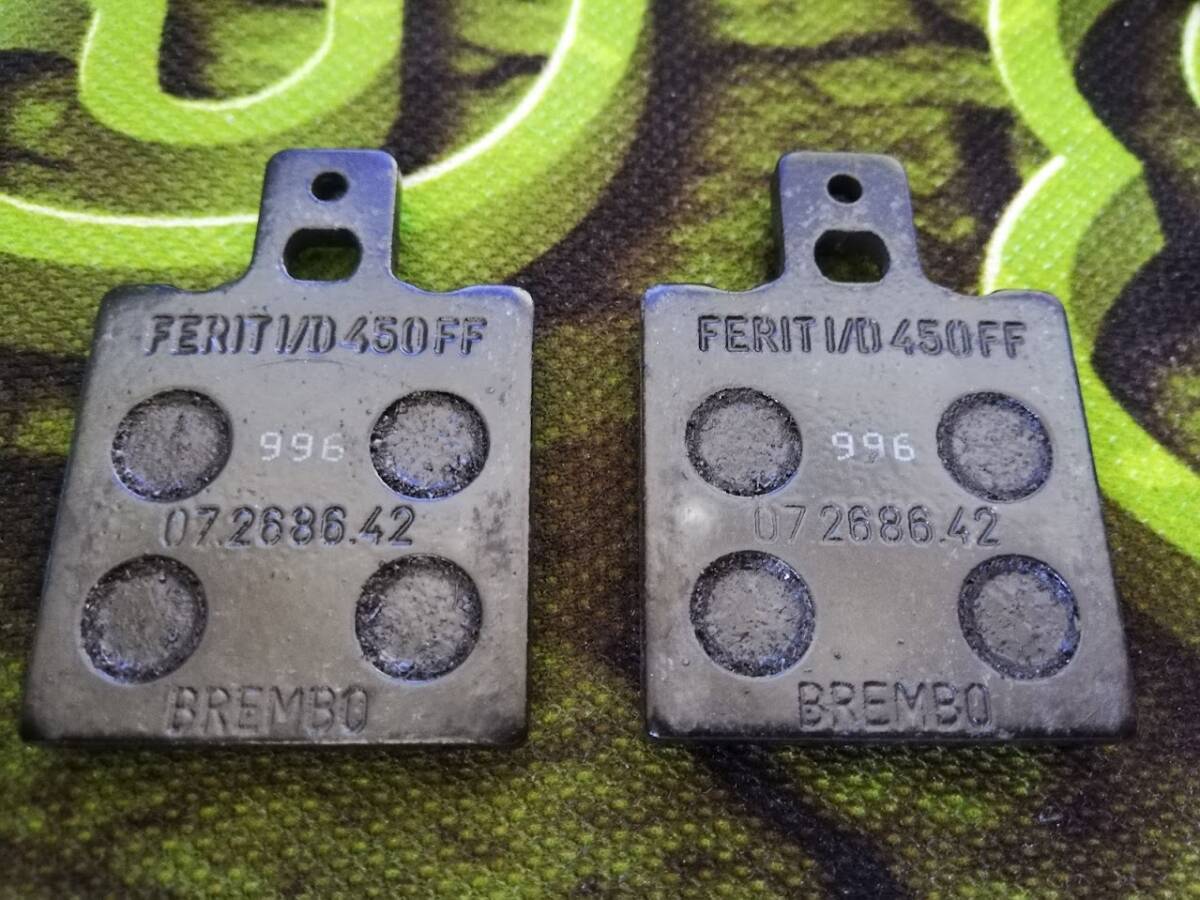 FERIT I/D 450 FF
996
07.2686.42
BREMBO
FERIT I/D 450 FF
996
07 2686.42
BREMBO